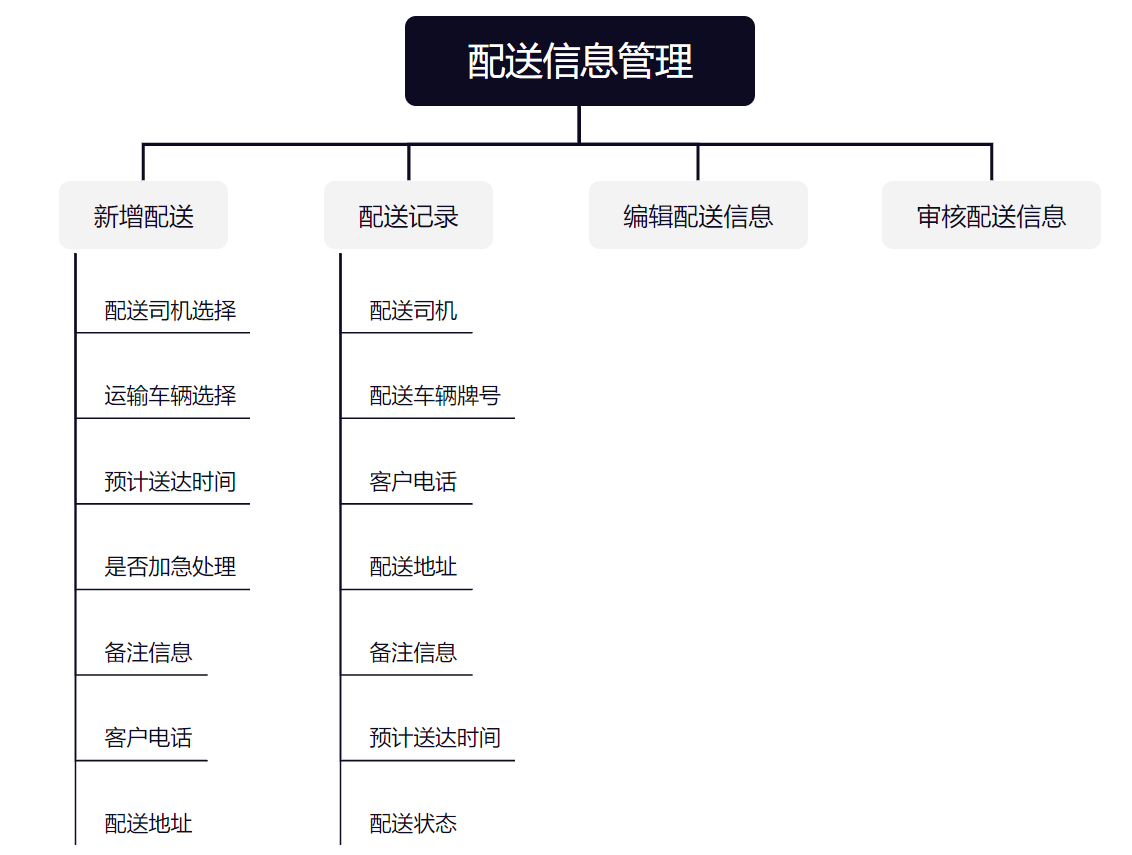 配送信息管理
新增配送
配送记录
编辑配送信息
审核配送信息
配送司机选择
运输车辆选择
预计送达时间
是否加急处理
备注信息
客户电话
配送地址
配送司机
配送车辆牌号
客户电话
配送地址
备注信息
预计送达时间
配送状态